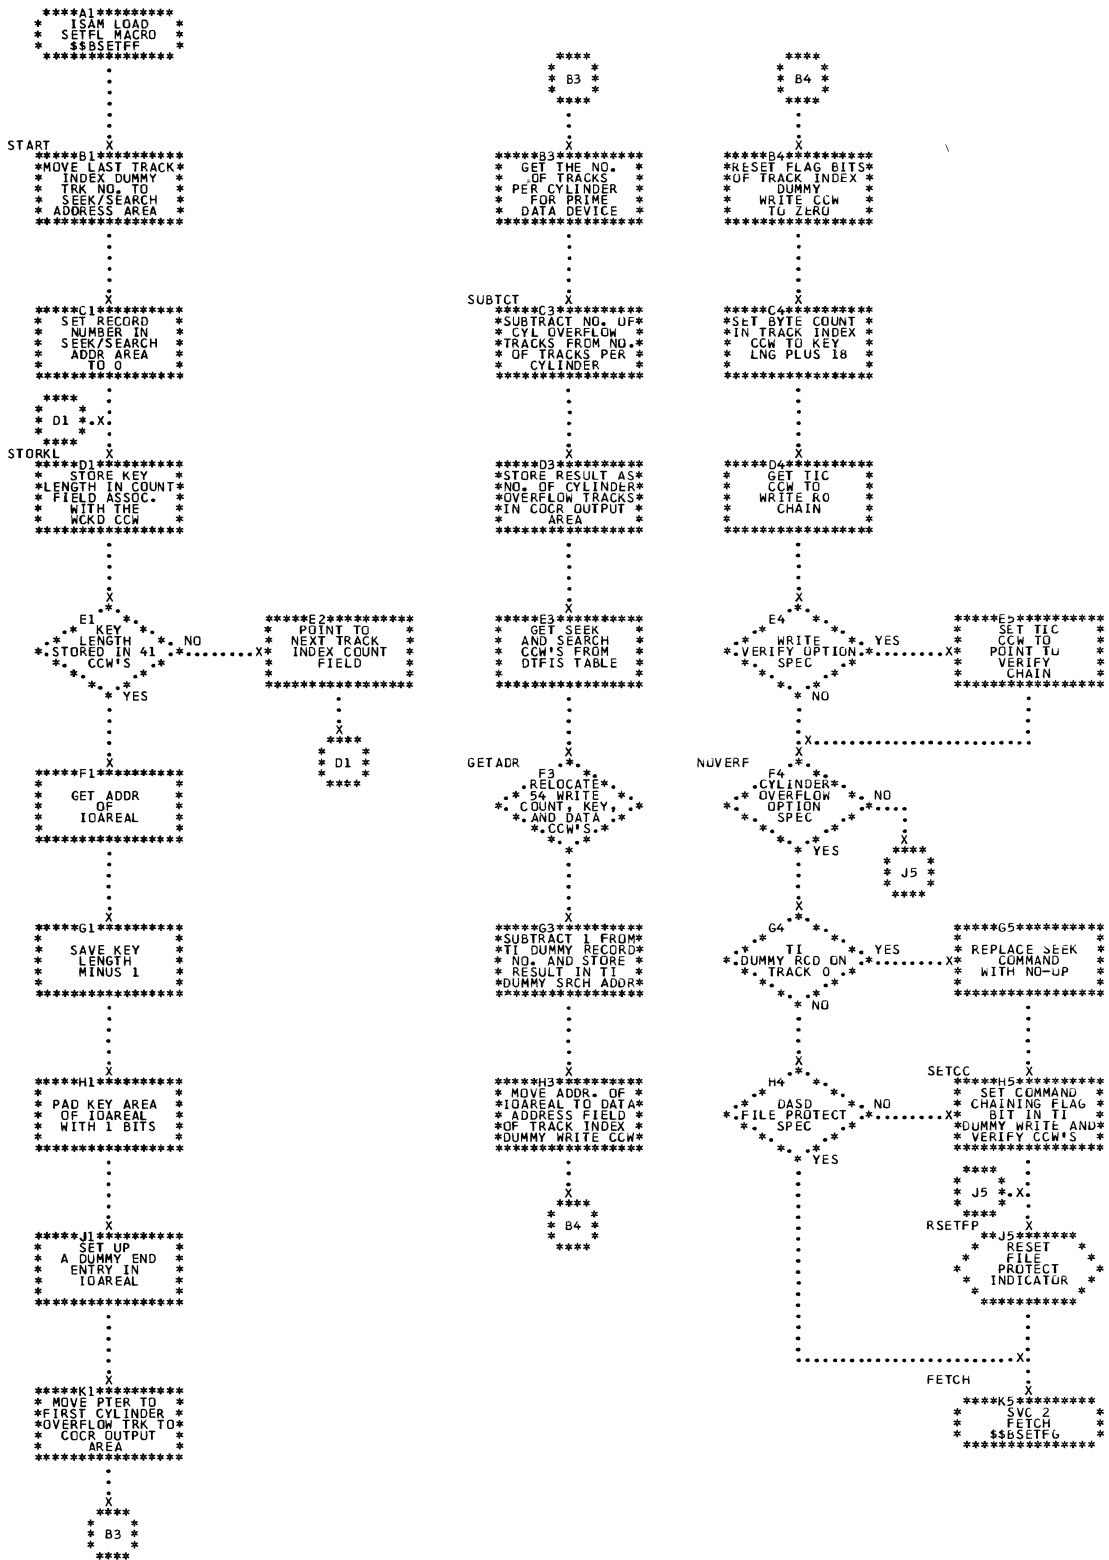 ****A1*********
ISAM LOAD
SETFL MACRO
$$BSETFF
START
*****B1**********
*MOVE LAST TRACK*
INDEX DUMMY
TRK NO. TO
SEEK/SEARCH
ADDRESS AREA
*****C1**********
SET RECORD
NUMBER IN
SEEK/SEARCH
ADDR AREA
TO 0
D1
STORKL
*****D1**********
STORE KEY
*LENGTH IN COUNT*
FIELD ASSOC.
WITH THE
WCKD CCW
E1
KEY
LENGTH
STORED IN 41
CCW'S
NO
YES
*****E2**********
POINT TO
NEXT TRACK
INDEX COUNT
FIELD
D1
*****F1**********
GET ADDR
OF
IOAREAL
*****G1**********
SAVE KEY
LENGTH
MINUS 1
*****H1**********
PAD KEY AREA
OF IOAREAL
WITH 1 BITS
*****J1**********
SET UP
A DUMMY END
ENTRY IN
IOAREAL
*****K1**********
* MOVE PTER TO *
*FIRST CYLINDER *
*OVERFLOW TRK TO*
COCR OUTPUT
AREA
B3
B3
*****B3**********
GET THE NO.
OF TRACKS
PER CYLINDER
FOR PRIME
DATA DEVICE
SUBTCT
*****C3**********
*SUBTRACT NO. OF*
CYL OVERFLOW
*TRACKS FROM NO.*
OF TRACKS PER
CYLINDER
*****D3**********
*STORE RESULT AS*
*NO. OF CYLINDER*
*OVERFLOW TRACKS*
*IN COCR OUTPUT *
AREA
*****E3**********
GET SEEK
AND SEARCH
CCW'S FROM
DTFIS TABLE
GETADR
F3
RELOCATE
54 WRITE
COUNT, KEY,
AND DATA
CCW'S.
*****G3**********
*SUBTRACT 1 FROM*
*TI DUMMY RECORD*
NO. AND STORE
RESULT IN TI
*DUMMY SRCH ADDR*
*****H3**********
* MOVE ADDR. OF *
*IOAREAL TO DATA*
ADDRESS FIELD
*OF TRACK INDEX *
*DUMMY WRITE CCW*
B4
B4
*****B4**********
*RESET FLAG BITS*
*OF TRACK INDEX *
DUMMY
WRITE CCW
TO ZERO
*****C4**********
*SET BYTE COUNT *
*IN TRACK INDEX *
CCW TO KEY
LNG PLUS 18
*****D4**********
GET TIC
CCW TO
WRITE R0
CHAIN
E4
WRITE
VERIFY OPTION
SPEC
YES
NO
*****E5**********
SET TIC
CCW TO
POINT TO
VERIFY
CHAIN
NOVERF
F4
CYLINDER
OVERFLOW
OPTION
SPEC
NO
YES
J5
G4
TI
DUMMY RCD ON
TRACK 0
YES
NO
*****G5**********
REPLACE SEEK
COMMAND
WITH NO-OP
H4
DASD
FILE PROTECT
SPEC
NO
YES
SETCC
*****H5**********
SET COMMAND
CHAINING FLAG
BIT IN TI
*DUMMY WRITE AND*
VERIFY CCW'S
J5
RSETFP
**J5*******
RESET
FILE
PROTECT
INDICATOR
FETCH
****K5*********
SVC 2
FETCH
$$BSETFG